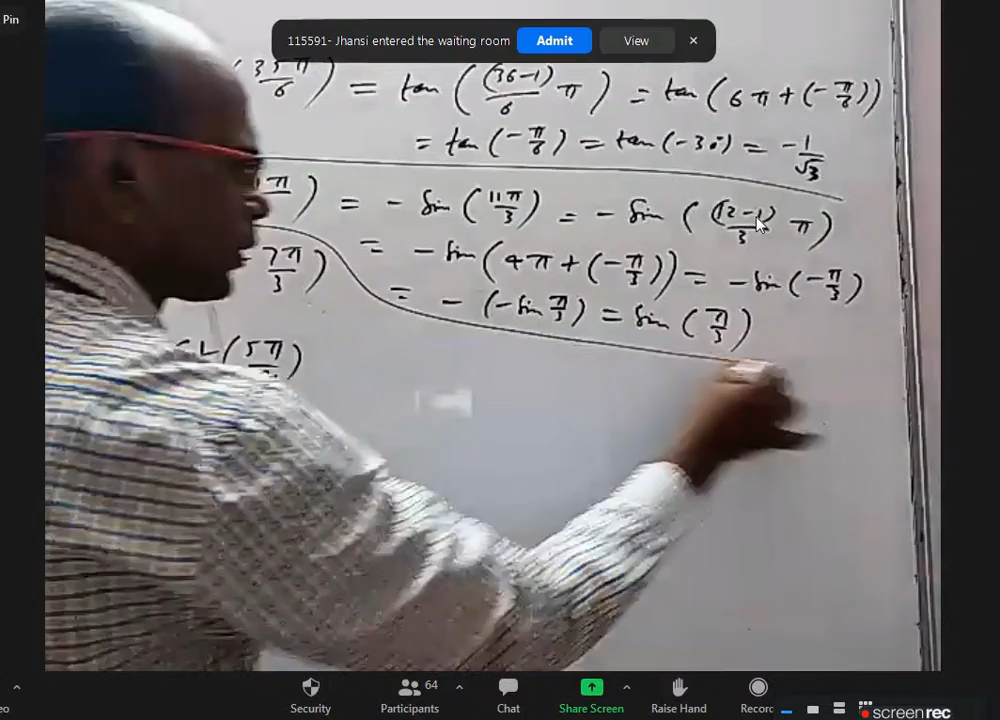 Pin
115591- Jhansi entered the waiting room Admit View ×
(35π/6) = tan ((36-1)/6 π) = tan (6π + (-π/6))
= tan (-π/6) = tan (-30) = -1/√3
π) = - Sin (11π/3) = - Sin ((12-1)/3 π)
= - Sin (4π + (-π/3)) = - Sin (-π/3)
7π/3)
= - (-Sin π/3) = Sin (π/3)
(5π
Security
64
Participants
Chat
Share Screen
Raise Hand
Record
screenrec